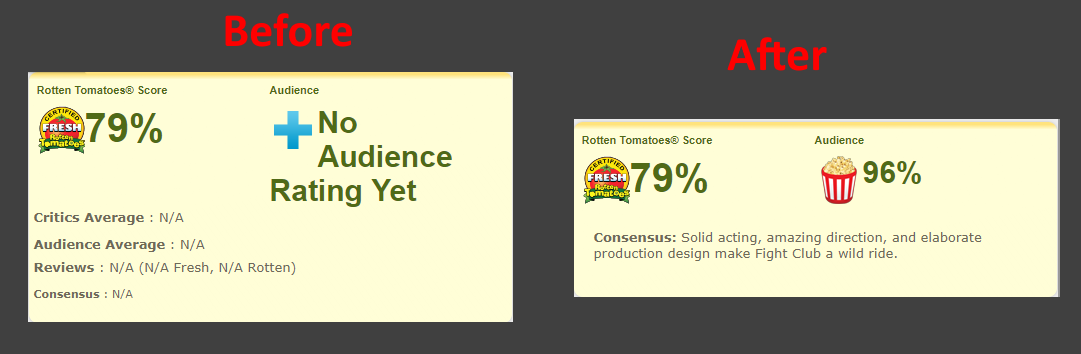 Before
Rotten Tomatoes® Score
Audience
CERTIFIED
FRESH
Rotten
Tomatoes
79%
No
Audience
Rating Yet
Critics Average : N/A
Audience Average : N/A
Reviews : N/A (N/A Fresh, N/A Rotten)
Consensus : N/A
After
Rotten Tomatoes® Score
Audience
CERTIFIED
FRESH
Rotten
Tomatoes
79%
96%
Consensus: Solid acting, amazing direction, and elaborate
production design make Fight Club a wild ride.